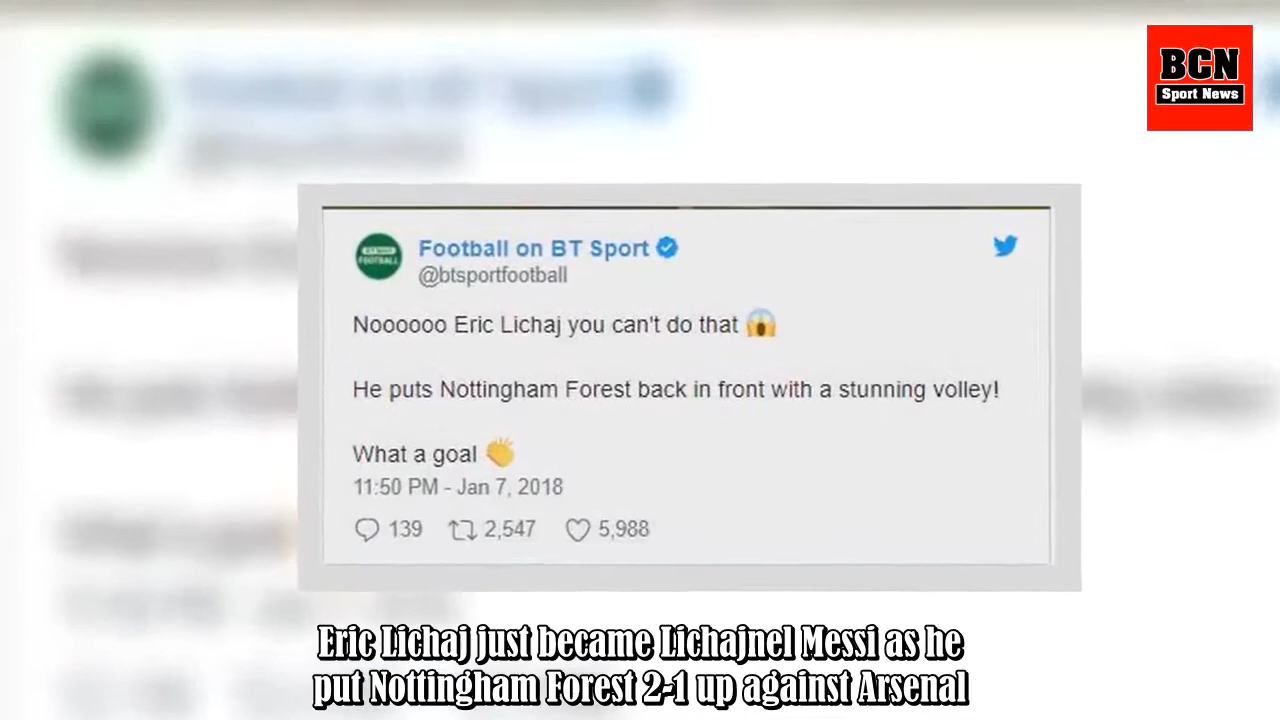 BCN
Sport News
Football on BT Sport
@btsportfootball
Noooooo Eric Lichaj you can't do that 😱
He puts Nottingham Forest back in front with a stunning volley!
What a goal 👏
11:50 PM - Jan 7, 2018
139 2,547 5,988
Eric Lichaj just became Lichajnel Messi as he
put Nottingham Forest 2-1 up against Arsenal